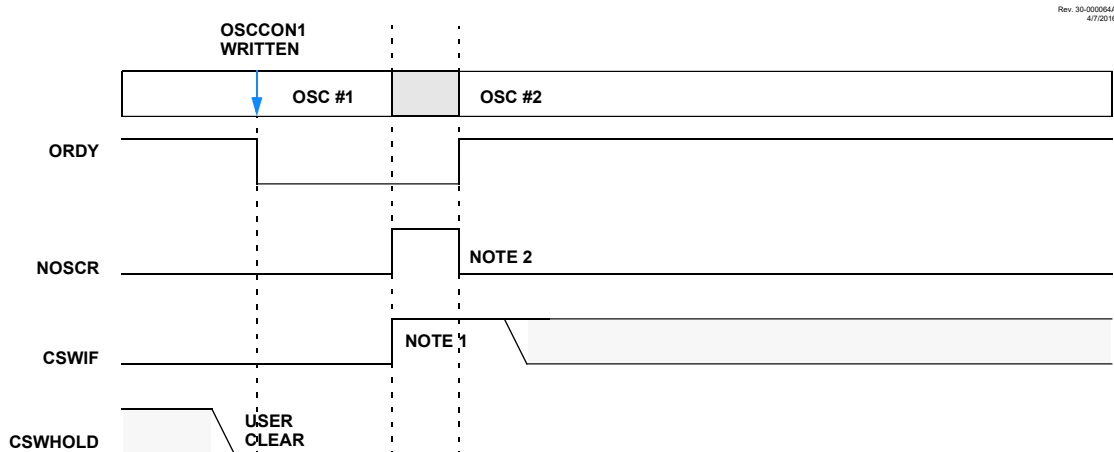 Rev. 30-000064A
4/7/2016
OSCCON1
WRITTEN
OSC #1
OSC #2
ORDY
NOSCR
NOTE 2
CSWIF
NOTE 1
CSWHOLD
USER
CLEAR